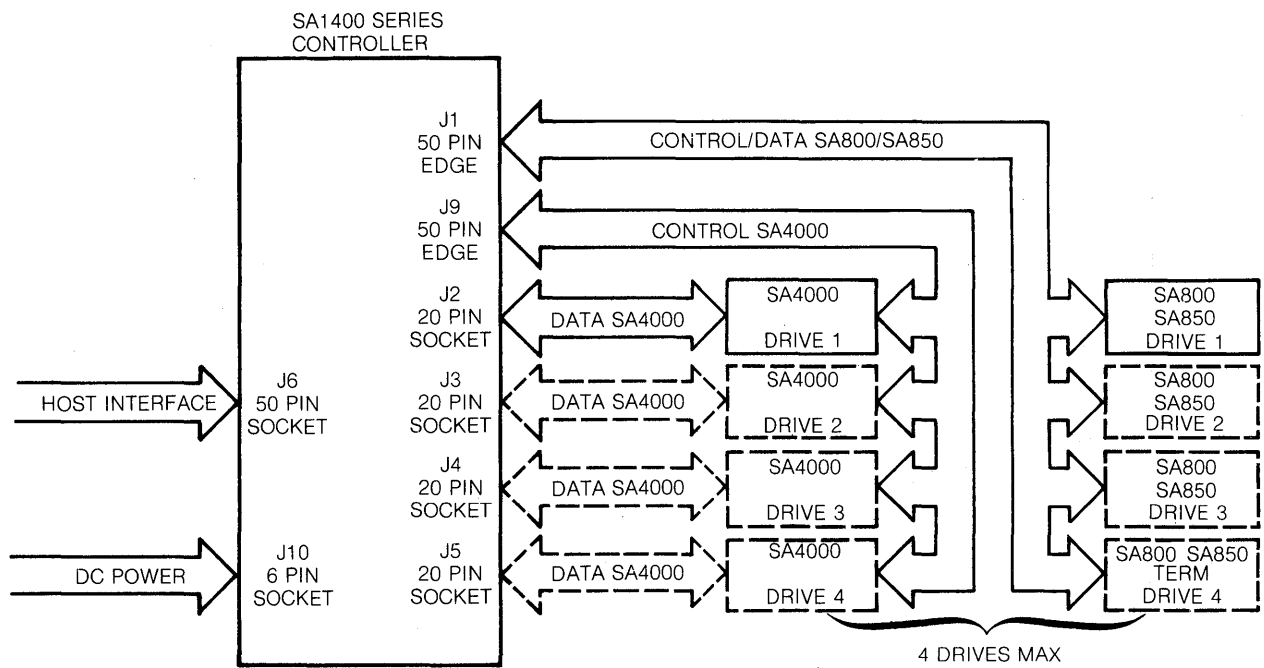 SA1400 SERIES
CONTROLLER
J1
50 PIN
EDGE
CONTROL/DATA SA800/SA850
J9
50 PIN
EDGE
CONTROL SA4000
J2
20 PIN
SOCKET
DATA SA4000
SA4000
DRIVE 1
SA800
SA850
DRIVE 1
HOST INTERFACE
J6
50 PIN
SOCKET
J3
20 PIN
SOCKET
DATA SA4000
SA4000
DRIVE 2
SA800
SA850
DRIVE 2
J4
20 PIN
SOCKET
DATA SA4000
SA4000
DRIVE 3
SA800
SA850
DRIVE 3
DC POWER
J10
6 PIN
SOCKET
J5
20 PIN
SOCKET
DATA SA4000
SA4000
DRIVE 4
SA800 SA850
TERM
DRIVE 4
4 DRIVES MAX